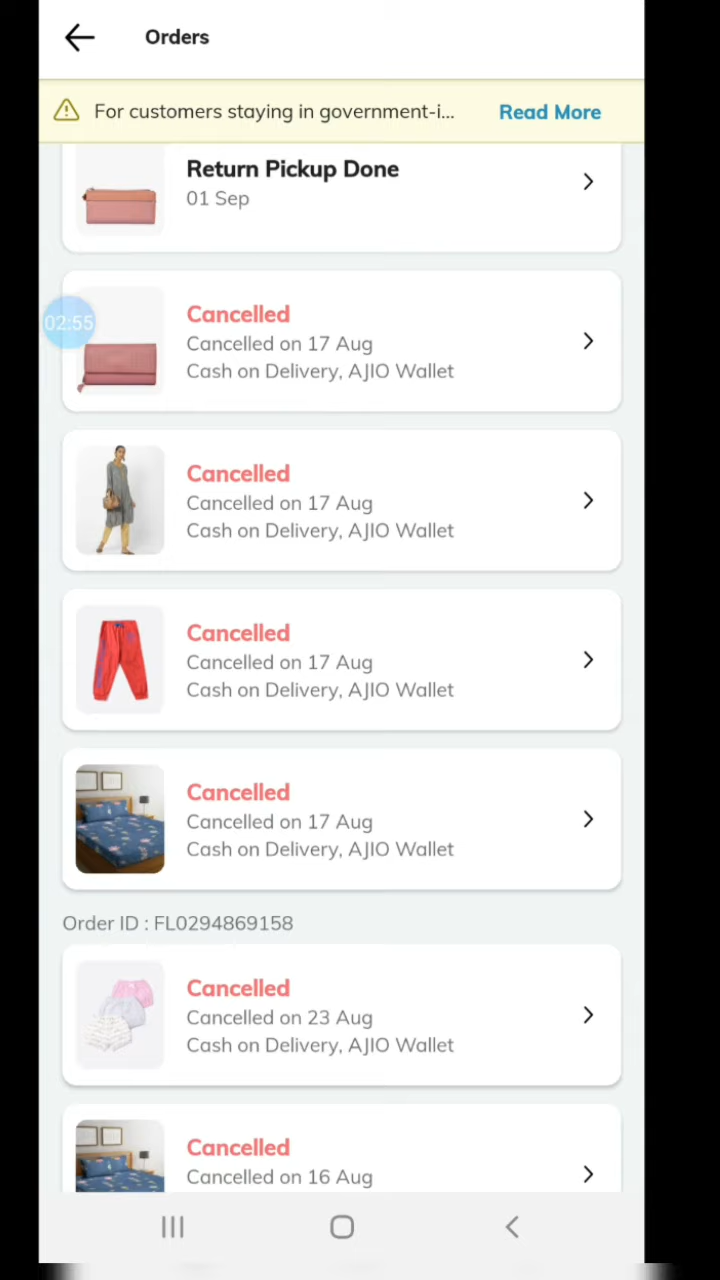 Orders
For customers staying in government-i... Read More
Return Pickup Done
01 Sep
02:55
Cancelled
Cancelled on 17 Aug
Cash on Delivery, AJIO Wallet
Cancelled
Cancelled on 17 Aug
Cash on Delivery, AJIO Wallet
Cancelled
Cancelled on 17 Aug
Cash on Delivery, AJIO Wallet
Cancelled
Cancelled on 17 Aug
Cash on Delivery, AJIO Wallet
Order ID : FL0294869158
Cancelled
Cancelled on 23 Aug
Cash on Delivery, AJIO Wallet
Cancelled
Cancelled on 16 Aug